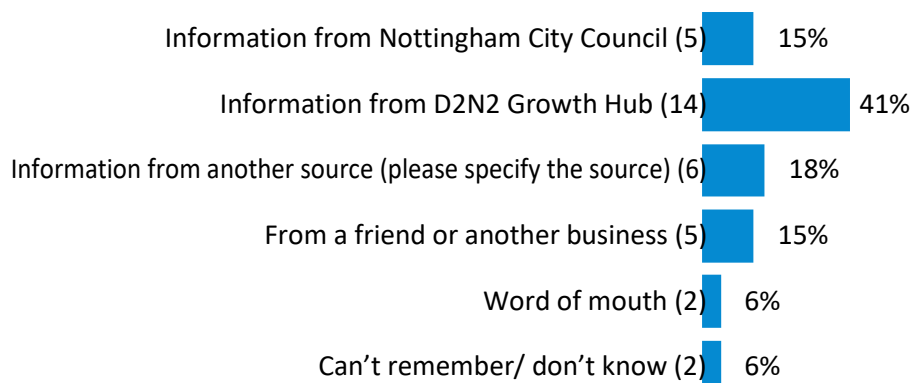 Information from Nottingham City Council (5) 15%
Information from D2N2 Growth Hub (14) 41%
Information from another source (please specify the source) (6) 18%
From a friend or another business (5) 15%
Word of mouth (2) 6%
Can’t remember/ don’t know (2) 6%